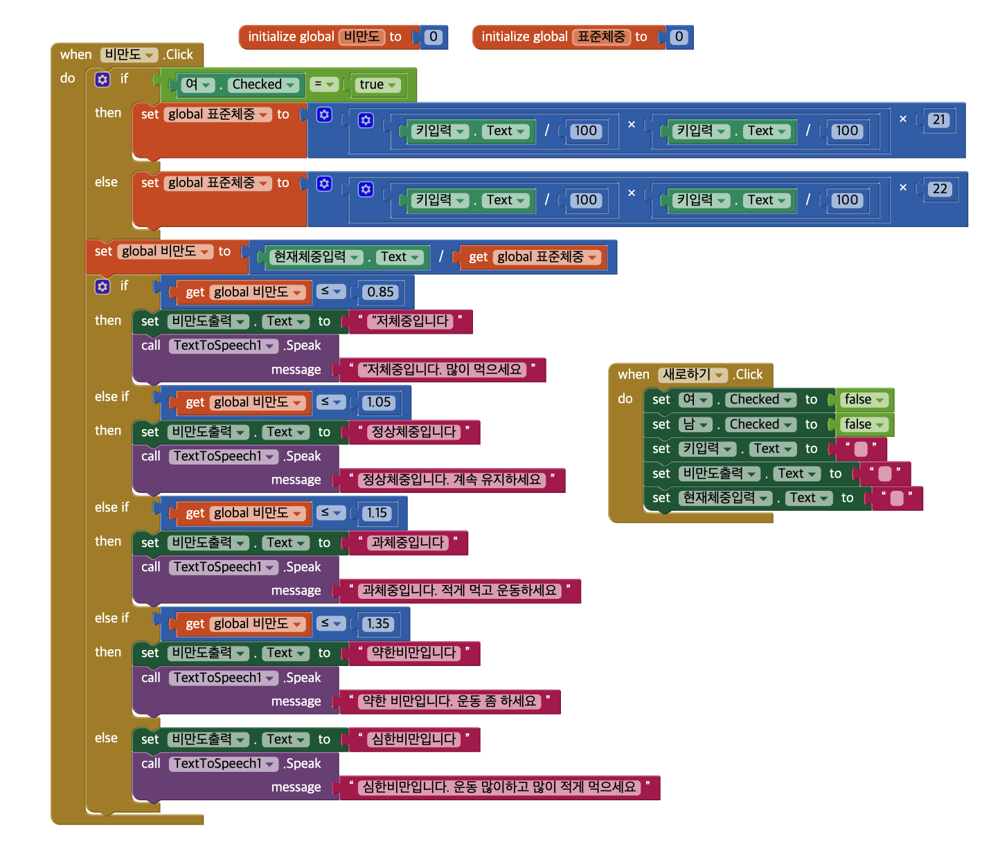 initialize global 비만도 to 0
initialize global 표준체중 to 0
when 비만도 .Click
do if 여 . Checked = true
then set global 표준체중 to 키입력 . Text / 100 × 키입력 . Text / 100 × 21
else set global 표준체중 to 키입력 . Text / 100 × 키입력 . Text / 100 × 22
set global 비만도 to 현재체중입력 . Text / get global 표준체중
if get global 비만도 ≤ 0.85
then set 비만도출력 . Text to “ "저체중입니다 ”
call TextToSpeech1 .Speak
message “ "저체중입니다. 많이 먹으세요 ”
else if get global 비만도 ≤ 1.05
then set 비만도출력 . Text to “ 정상체중입니다 ”
call TextToSpeech1 .Speak
message “ 정상체중입니다. 계속 유지하세요 ”
else if get global 비만도 ≤ 1.15
then set 비만도출력 . Text to “ 과체중입니다 ”
call TextToSpeech1 .Speak
message “ 과체중입니다. 적게 먹고 운동하세요 ”
else if get global 비만도 ≤ 1.35
then set 비만도출력 . Text to “ 약한비만입니다 ”
call TextToSpeech1 .Speak
message “ 약한 비만입니다. 운동 좀 하세요 ”
else set 비만도출력 . Text to “ 심한비만입니다 ”
call TextToSpeech1 .Speak
message “ 심한비만입니다. 운동 많이하고 많이 적게 먹으세요 ”
when 새로하기 .Click
do set 여 . Checked to false
set 남 . Checked to false
set 키입력 . Text to “ ”
set 비만도출력 . Text to “ ”
set 현재체중입력 . Text to “ ”